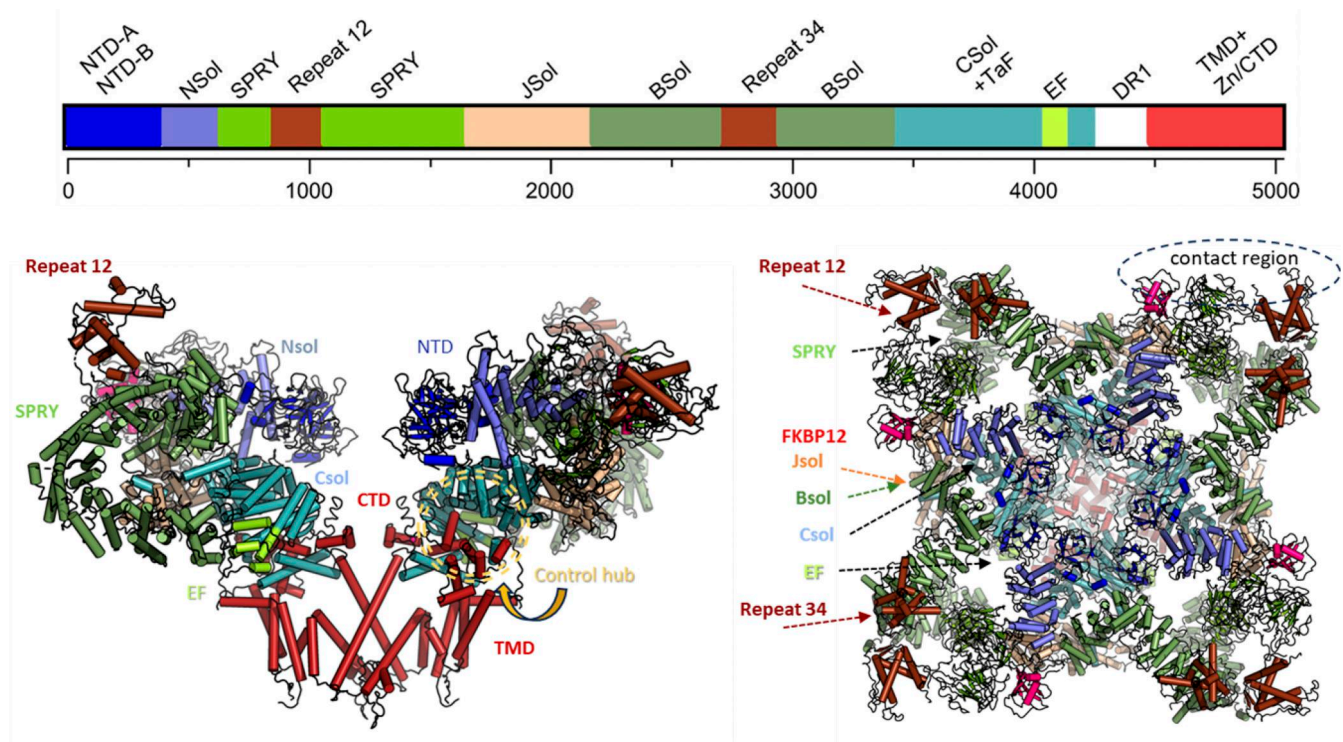 NTD-A
NTD-B
NSol
SPRY
Repeat 12
SPRY
JSol
BSol
Repeat 34
BSol
CSol
+TaF
EF
DR1
TMD+
Zn/CTD
0
1000
2000
3000
4000
5000
Repeat 12
Nsol
NTD
SPRY
Csol
CTD
EF
Control hub
TMD
contact region
Repeat 12
SPRY
FKBP12
Jsol
Bsol
Csol
EF
Repeat 34